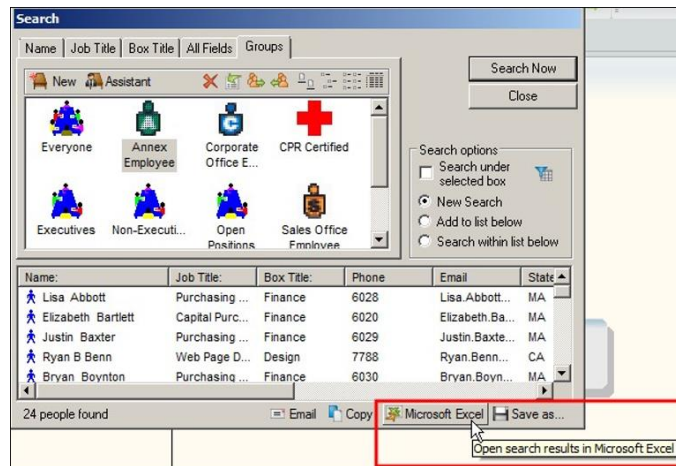 Search
Name Job Title Box Title All Fields Groups
New Assistant
Search Now
Close
Everyone Annex Employee Corporate Office E... CPR Certified
Executives Non-Executi... Open Positions Sales Office Employee
Search options
Search under selected box
New Search
Add to list below
Search within list below
Name: Job Title: Box Title: Phone Email State
Lisa Abbott Purchasing ... Finance 6028 Lisa.Abbott... MA
Elizabeth Bartlett Capital Purc... Finance 6020 Elizabeth.Ba... MA
Justin Baxter Purchasing ... Finance 6029 Justin.Baxte... MA
Ryan B Benn Web Page D... Design 7788 Ryan.Benn... CA
Bryan Boynton Purchasing ... Finance 6030 Bryan.Boyn... MA
24 people found Email Copy Microsoft Excel Save as...
Open search results in Microsoft Excel